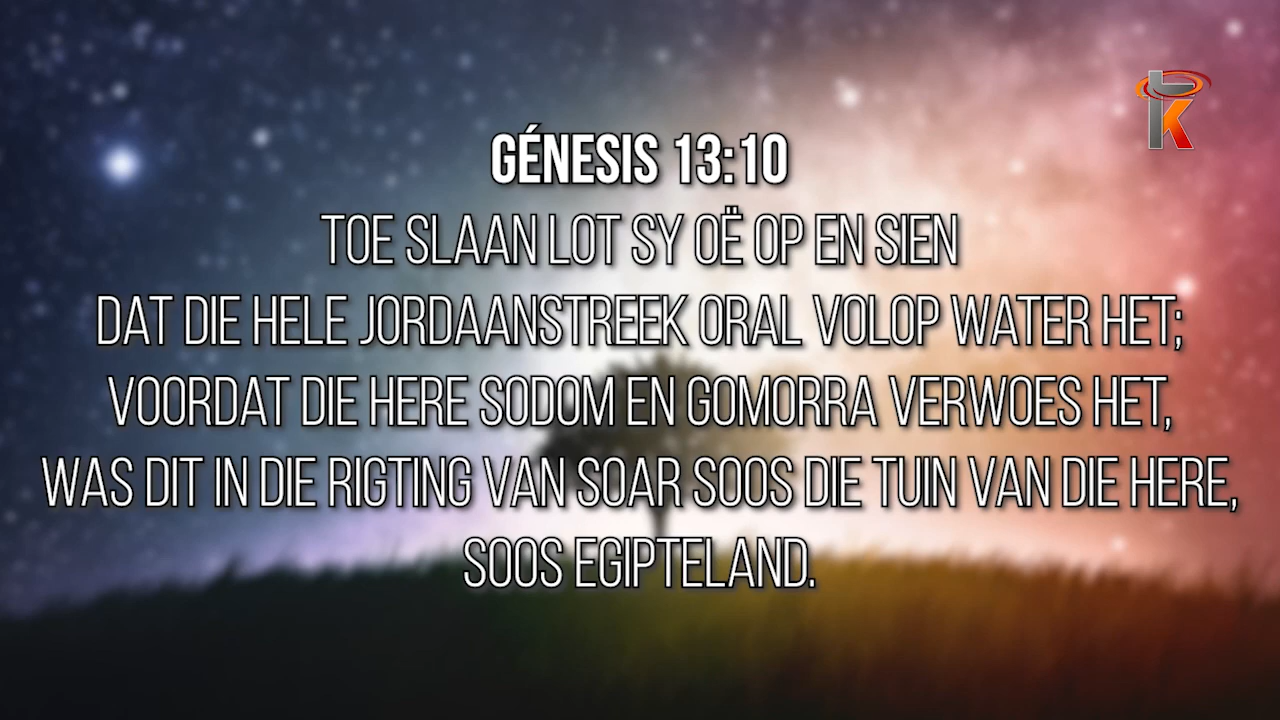 GÉNESIS 13:10
TOE SLAAN LOT SY OË OP EN SIEN
DAT DIE HELE JORDAANSTREEK ORAL VOLOP WATER HET;
VOORDAT DIE HERE SODOM EN GOMORRA VERWOES HET,
WAS DIT IN DIE RIGTING VAN SOAR SOOS DIE TUIN VAN DIE HERE,
SOOS EGIPTELAND.